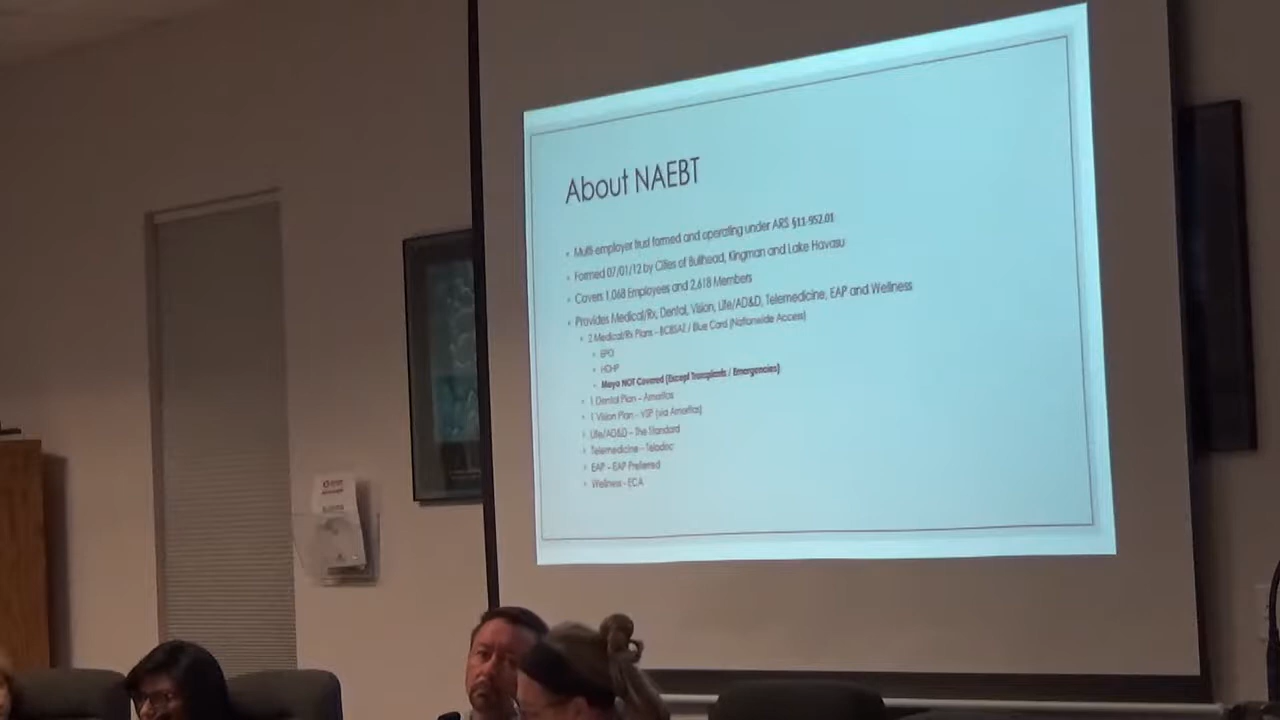 About NAEBT
Multi-employer trust formed and operating under ARS §11-952.01
Formed 07/01/12 by Cities of Bullhead, Kingman and Lake Havasu
Covers 1,068 Employees and 2,618 Members
Provides Medical/Rx, Dental, Vision, Life/AD&D, Telemedicine, EAP and Wellness
2 Medical/Rx Plans - BCBSAZ / Blue Card (Nationwide Access)
EPO
HDHP
Mayo NOT Covered (Except Transplants / Emergencies)
1 Dental Plan – Ameritas
1 Vision Plan - VSP (via Ameritas)
Life/AD&D – The Standard
Telemedicine - Teladoc
EAP – EAP Preferred
Wellness - ECA